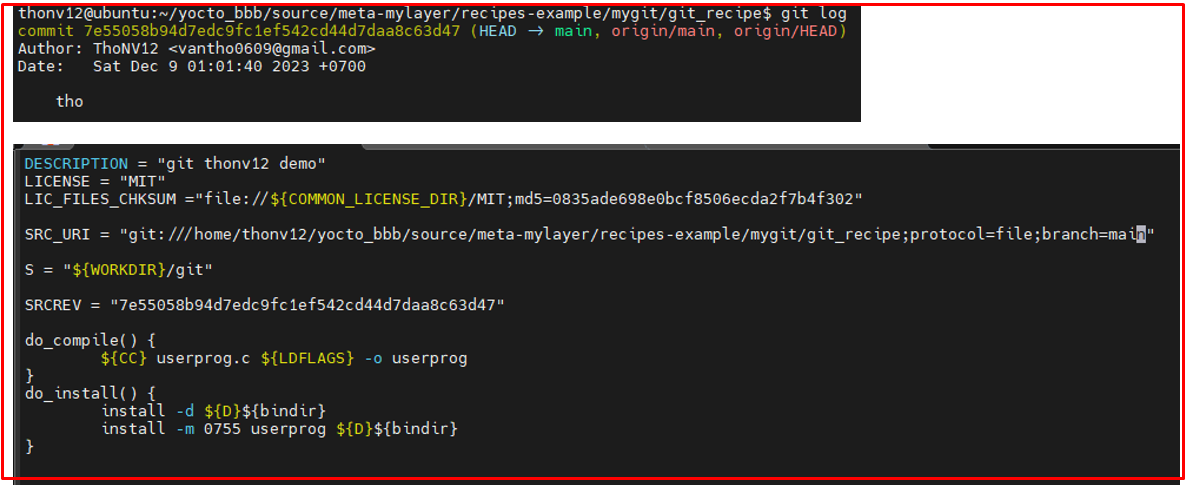 thonv12@ubuntu:~/yocto_bbb/source/meta-mylayer/recipes-example/mygit/git_recipe$ git log
commit 7e55058b94d7edc9fc1ef542cd44d7daa8c63d47 (HEAD -> main, origin/main, origin/HEAD)
Author: ThoNV12 <vantho0609@gmail.com>
Date:   Sat Dec 9 01:01:40 2023 +0700
    tho
DESCRIPTION = "git thonv12 demo"
LICENSE = "MIT"
LIC_FILES_CHKSUM ="file://${COMMON_LICENSE_DIR}/MIT;md5=0835ade698e0bcf8506ecda2f7b4f302"
SRC_URI = "git:///home/thonv12/yocto_bbb/source/meta-mylayer/recipes-example/mygit/git_recipe;protocol=file;branch=main"
S = "${WORKDIR}/git"
SRCREV = "7e55058b94d7edc9fc1ef542cd44d7daa8c63d47"
do_compile() {
        ${CC} userprog.c ${LDFLAGS} -o userprog
}
do_install() {
        install -d ${D}${bindir}
        install -m 0755 userprog ${D}${bindir}
}